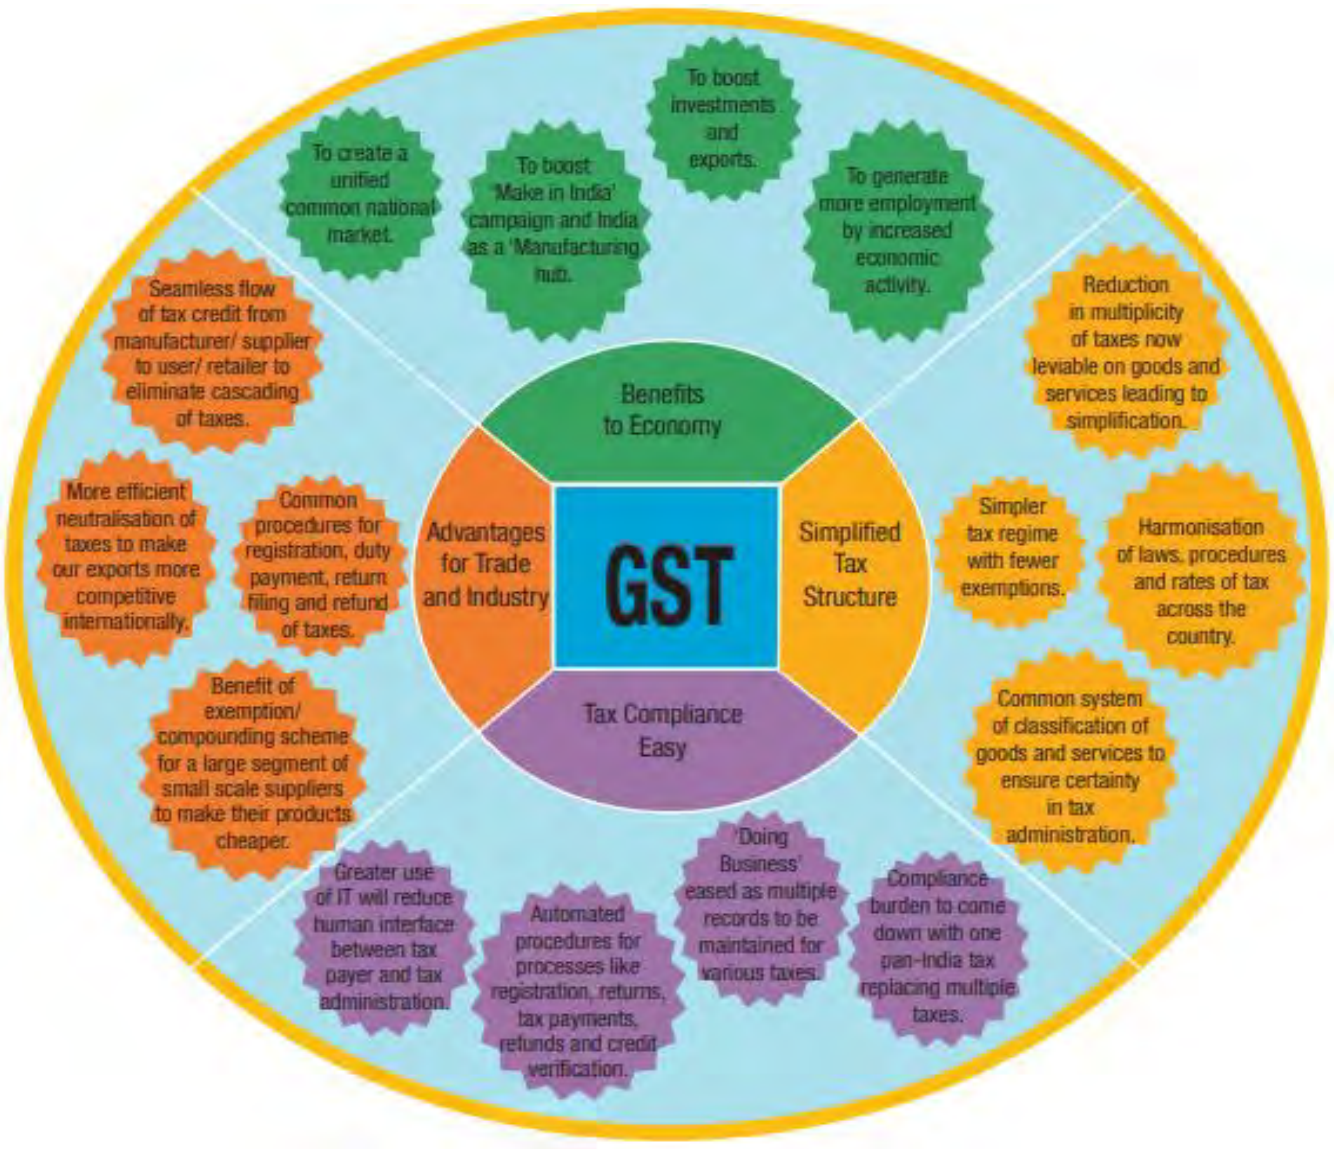 To boost
investments
and
exports.
To create a
unified
common national
market.
To boost
'Make in India'
campaign and India
as a 'Manufacturing
hub.
To generate
more employment
by increased
economic
activity.
Seamless flow
of tax credit from
manufacturer/ supplier
to user/ retailer to
eliminate cascading
of taxes.
Reduction
in multiplicity
of taxes now
leviable on goods and
services leading to
simplification.
Benefits
to Economy
More efficient
neutralisation of
taxes to make
our exports more
competitive
internationally.
Common
procedures for
registration, duty
payment, return
filing and refund
of taxes.
Advantages
for Trade
and Industry
GST
Simplified
Tax
Structure
Simpler
tax regime
with fewer
exemptions.
Harmonisation
of laws, procedures
and rates of tax
across the
country.
Benefit of
exemption/
compounding scheme
for a large segment of
small scale suppliers
to make their products
cheaper.
Tax Compliance
Easy
Common system
of classification of
goods and services to
ensure certainty
in tax
administration.
Greater use
of IT will reduce
human interface
between tax
payer and tax
administration.
Automated
procedures for
processes like
registration, returns,
tax payments,
refunds and credit
verification.
'Doing
Business'
eased as multiple
records to be
maintained for
various taxes.
Compliance
burden to come
down with one
pan-India tax
replacing multiple
taxes.